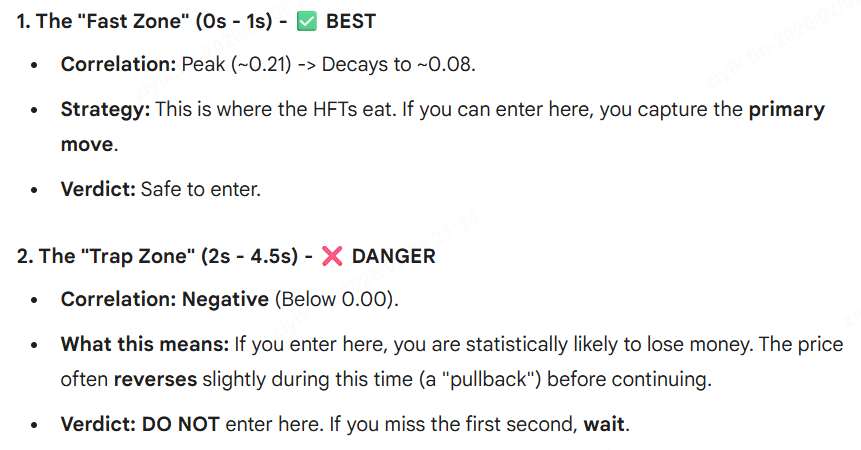 1. The "Fast Zone" (0s - 1s) - ✅ BEST
• Correlation: Peak (~0.21) -> Decays to ~0.08.
• Strategy: This is where the HFTs eat. If you can enter here, you capture the primary
move.
• Verdict: Safe to enter.
2. The "Trap Zone" (2s - 4.5s) - ❌ DANGER
• Correlation: Negative (Below 0.00).
• What this means: If you enter here, you are statistically likely to lose money. The price
often reverses slightly during this time (a "pullback") before continuing.
• Verdict: DO NOT enter here. If you miss the first second, wait.